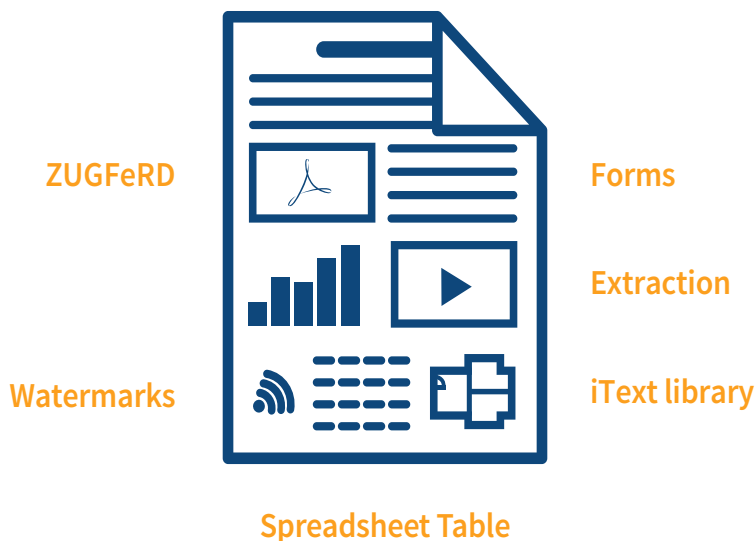 ZUGFeRD
Forms
Extraction
Watermarks
iText library
Spreadsheet Table